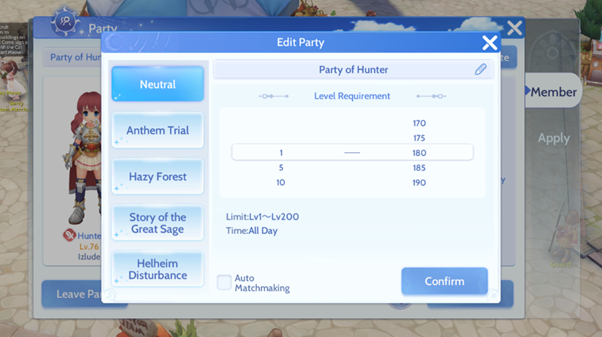 Party
Edit Party
Party of Hun
Neutral
Party of Hunter
Member
Level Requirement
Anthem Trial
170
175
Apply
1
180
Hazy Forest
5
185
10
190
Story of the
Great Sage
Limit:Lv1～Lv200
Time:All Day
Hunte
Lv.76
Izlude
Helheim
Disturbance
Auto
Matchmaking
Confirm
Leave Pa